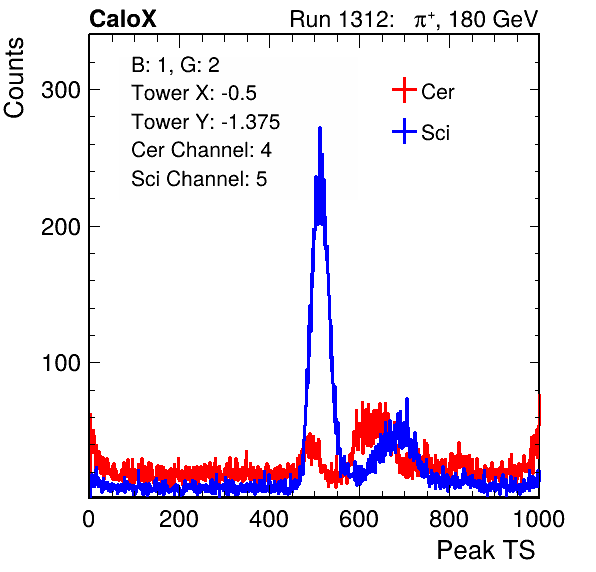 CaloX
Run 1312: π⁺, 180 GeV
Counts
B: 1, G: 2
Tower X: -0.5
Tower Y: -1.375
Cer Channel: 4
Sci Channel: 5
Cer
Sci
300
200
100
0 200 400 600 800 1000
Peak TS